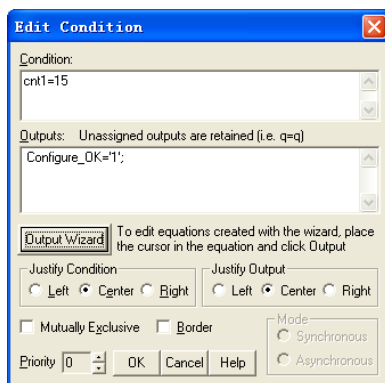 Edit Condition
Condition:
cnt1=15
Outputs: Unassigned outputs are retained (i.e. q=q)
Configure_OK='1';
Output Wizard
To edit equations created with the wizard, place
the cursor in the equation and click Output
Justify Condition
Left Center Right
Justify Output
Left Center Right
Mutually Exclusive Border
Mode
Synchronous
Asynchronous
Priority 0 OK Cancel Help